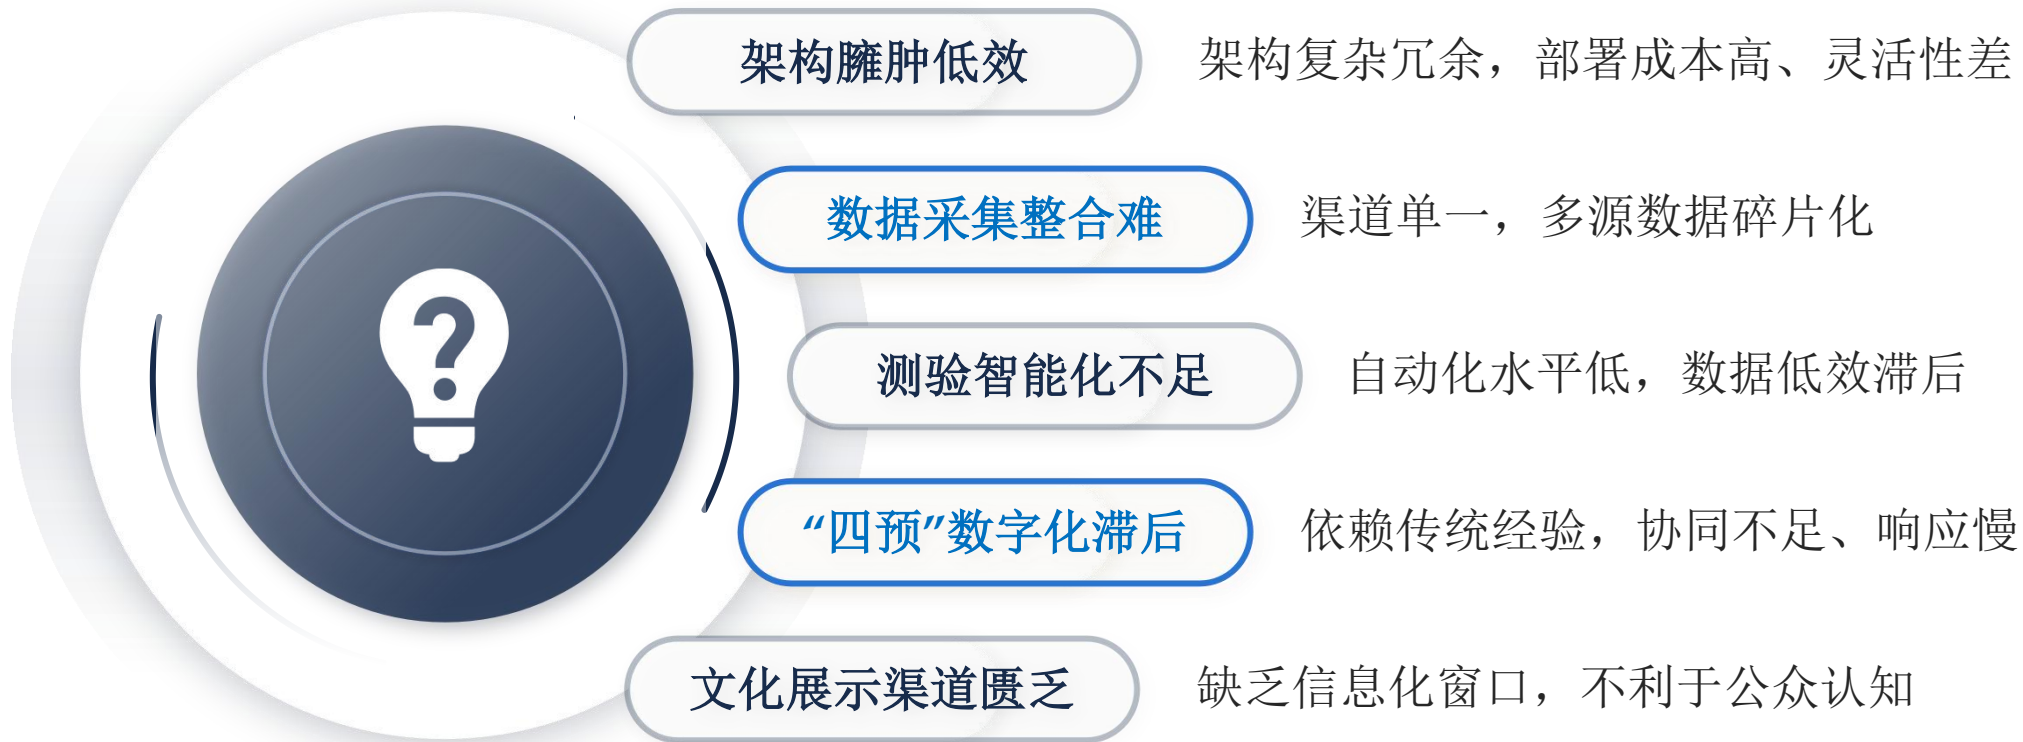 架构臃肿低效
架构复杂冗余，部署成本高、灵活性差
数据采集整合难
渠道单一，多源数据碎片化
测验智能化不足
自动化水平低，数据低效滞后
“四预”数字化滞后
依赖传统经验，协同不足、响应慢
文化展示渠道匮乏
缺乏信息化窗口，不利于公众认知